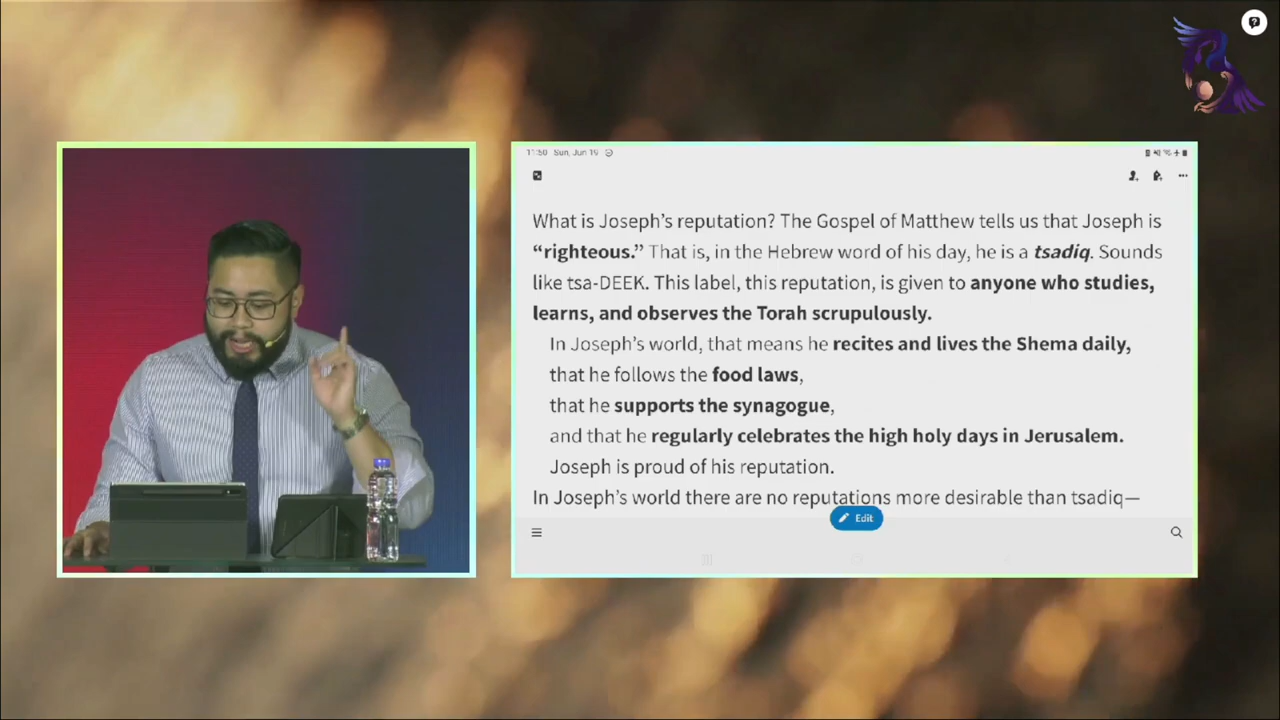 11:50 Sun, Jun 19
What is Joseph’s reputation? The Gospel of Matthew tells us that Joseph is
“righteous.” That is, in the Hebrew word of his day, he is a tsadiq. Sounds
like tsa-DEEK. This label, this reputation, is given to anyone who studies,
learns, and observes the Torah scrupulously.
In Joseph’s world, that means he recites and lives the Shema daily,
that he follows the food laws,
that he supports the synagogue,
and that he regularly celebrates the high holy days in Jerusalem.
Joseph is proud of his reputation.
In Joseph’s world there are no reputations more desirable than tsadiq—
Edit